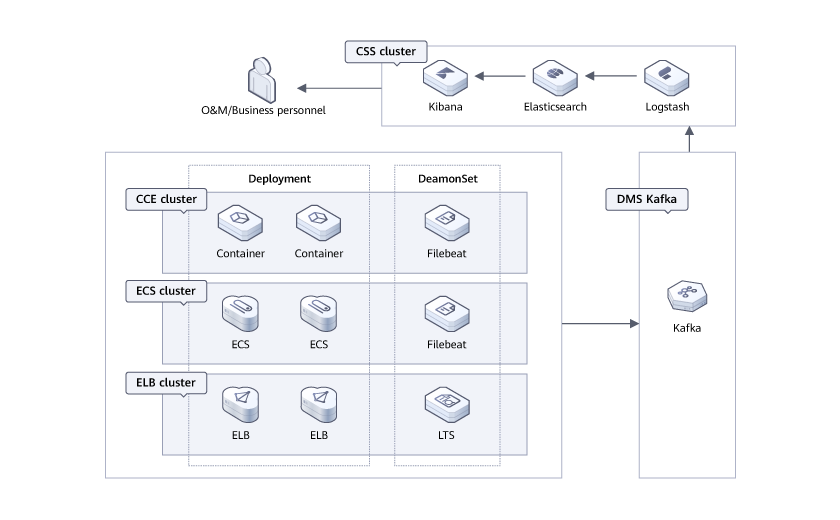 CSS cluster
O&M/Business personnel
Kibana
Elasticsearch
Logstash
Deployment
DeamonSet
CCE cluster
DMS Kafka
Container
Container
Filebeat
ECS cluster
Kafka
ECS
ECS
Filebeat
ELB cluster
ELB
ELB
LTS